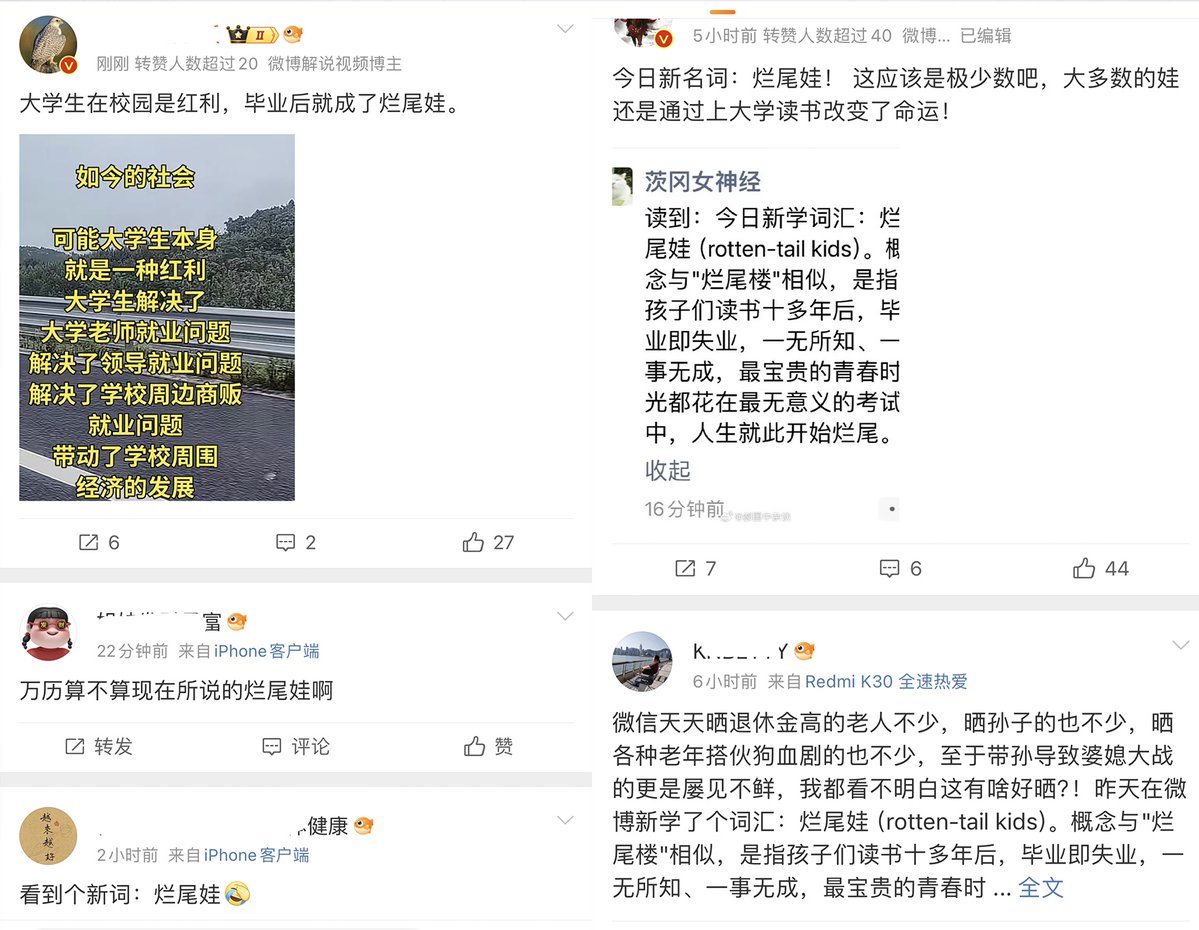 刚刚 转赞人数超过20 微博解说视频博主
大学生在校园是红利，毕业后就成了烂尾娃。
如今的社会
可能大学生本身
就是一种红利
大学生解决了
大学老师就业问题
解决了领导就业问题
解决了学校周边商贩
就业问题
带动了学校周围
经济的发展
6
2
27
富
22分钟前 来自iPhone客户端
万历算不算现在所说的烂尾娃啊
转发
评论
赞
越来越好
健康
2小时前 来自iPhone客户端
看到个新词：烂尾娃
5小时前 转赞人数超过40 微博... 已编辑
今日新名词：烂尾娃！ 这应该是极少数吧，大多数的娃
还是通过上大学读书改变了命运！
茨冈女神经
读到：今日新学词汇：烂
尾娃（rotten-tail kids）。概
念与"烂尾楼"相似，是指
孩子们读书十多年后，毕
业即失业，一无所知、一
事无成，最宝贵的青春时
光都花在最无意义的考试
中，人生就此开始烂尾。
收起
16分钟前
7
6
44
6小时前 来自Redmi K30 全速热爱
微信天天晒退休金高的老人不少，晒孙子的也不少，晒
各种老年搭伙狗血剧的也不少，至于带孙导致婆媳大战
的更是屡见不鲜，我都看不明白这有啥好晒?！昨天在微
博新学了个词汇：烂尾娃（rotten-tail kids）。概念与"烂
尾楼"相似，是指孩子们读书十多年后，毕业即失业，一
无所知、一事无成，最宝贵的青春时 ... 全文